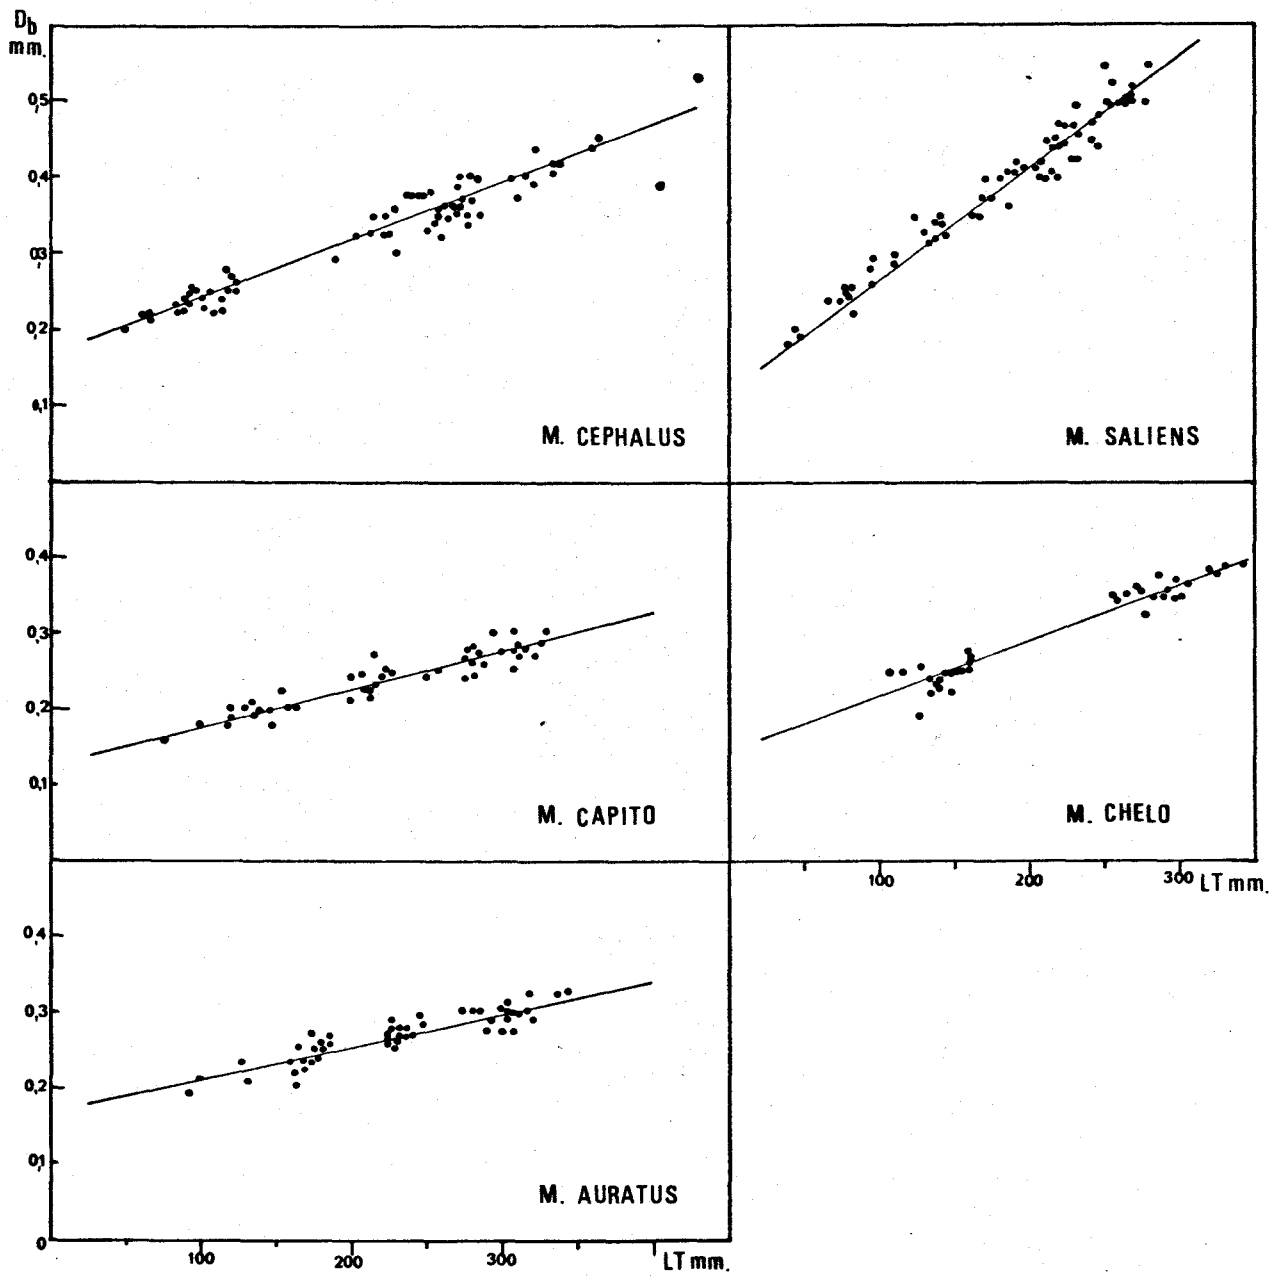 Db
mm.
0,5
0,4
0,3
0,2
0,1
M. CEPHALUS
M. SALIENS
0,4
0,3
0,2
0,1
M. CAPITO
M. CHELO
100 200 300 LT mm.
0,4
0,3
0,2
0,1
M. AURATUS
0
100 200 300 LT mm.